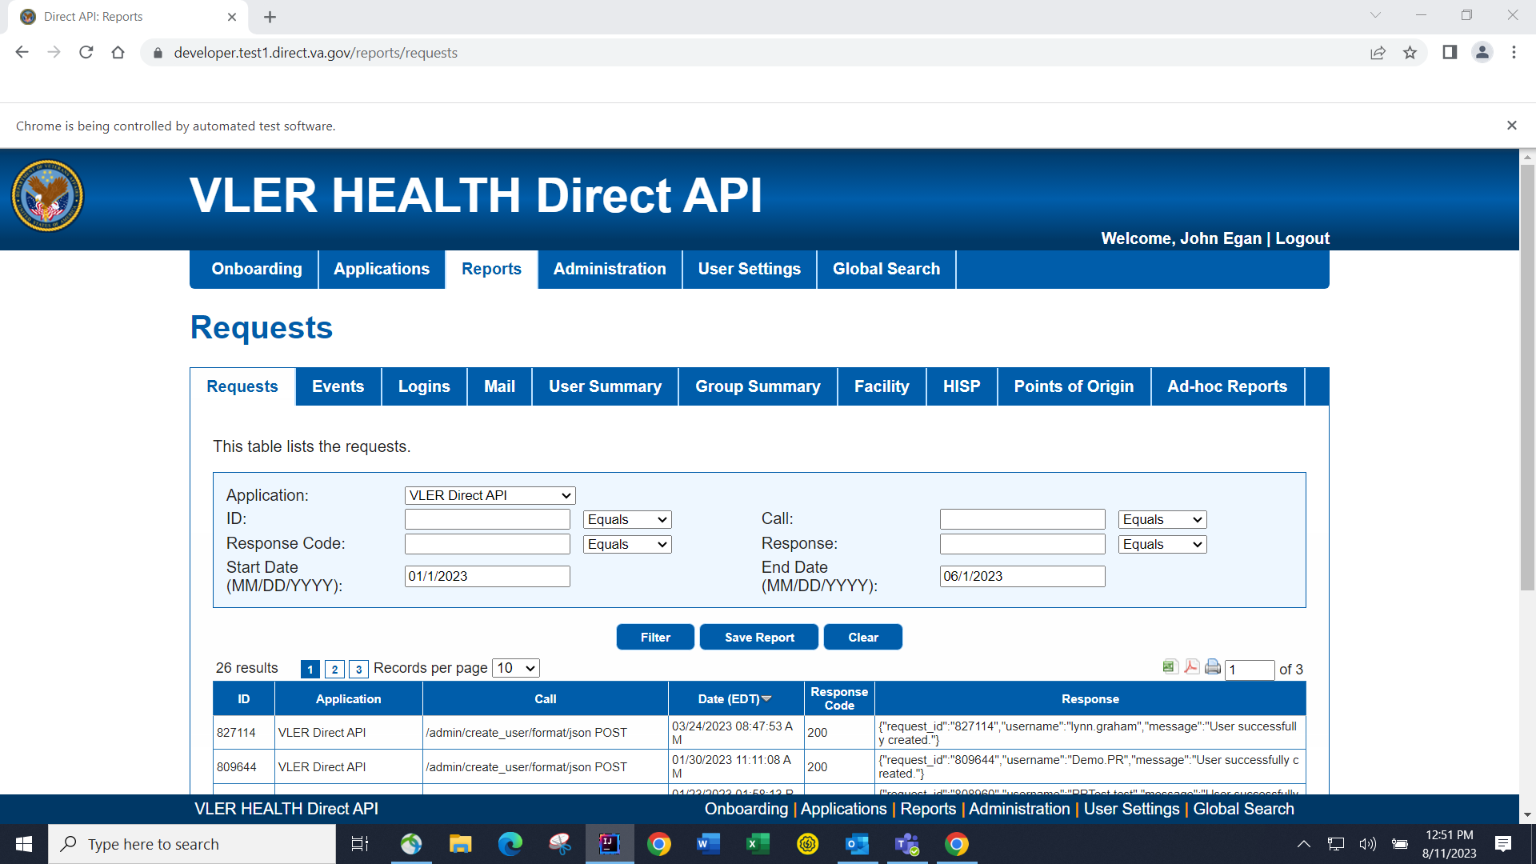 Direct API: Reports
developer.test1.direct.va.gov/reports/requests
Chrome is being controlled by automated test software.
VLER HEALTH Direct API
Welcome, John Egan | Logout
Onboarding Applications Reports Administration User Settings Global Search
Requests
Requests Events Logins Mail User Summary Group Summary Facility HISP Points of Origin Ad-hoc Reports
This table lists the requests.
Application: VLER Direct API
ID: Equals Call: Equals
Response Code: Equals Response: Equals
Start Date (MM/DD/YYYY): 01/1/2023 End Date (MM/DD/YYYY): 06/1/2023
Filter Save Report Clear
26 results 1 2 3 Records per page 10 1 of 3
ID Application Call Date (EDT) Response Code Response
827114 VLER Direct API /admin/create_user/format/json POST 03/24/2023 08:47:53 AM 200 {"request_id":"827114","username":"lynn.graham","message":"User successfully created."}
809644 VLER Direct API /admin/create_user/format/json POST 01/30/2023 11:11:08 AM 200 {"request_id":"809644","username":"Demo.PR","message":"User successfully created."}
VLER HEALTH Direct API Onboarding | Applications | Reports | Administration | User Settings | Global Search
Type here to search
12:51 PM
8/11/2023